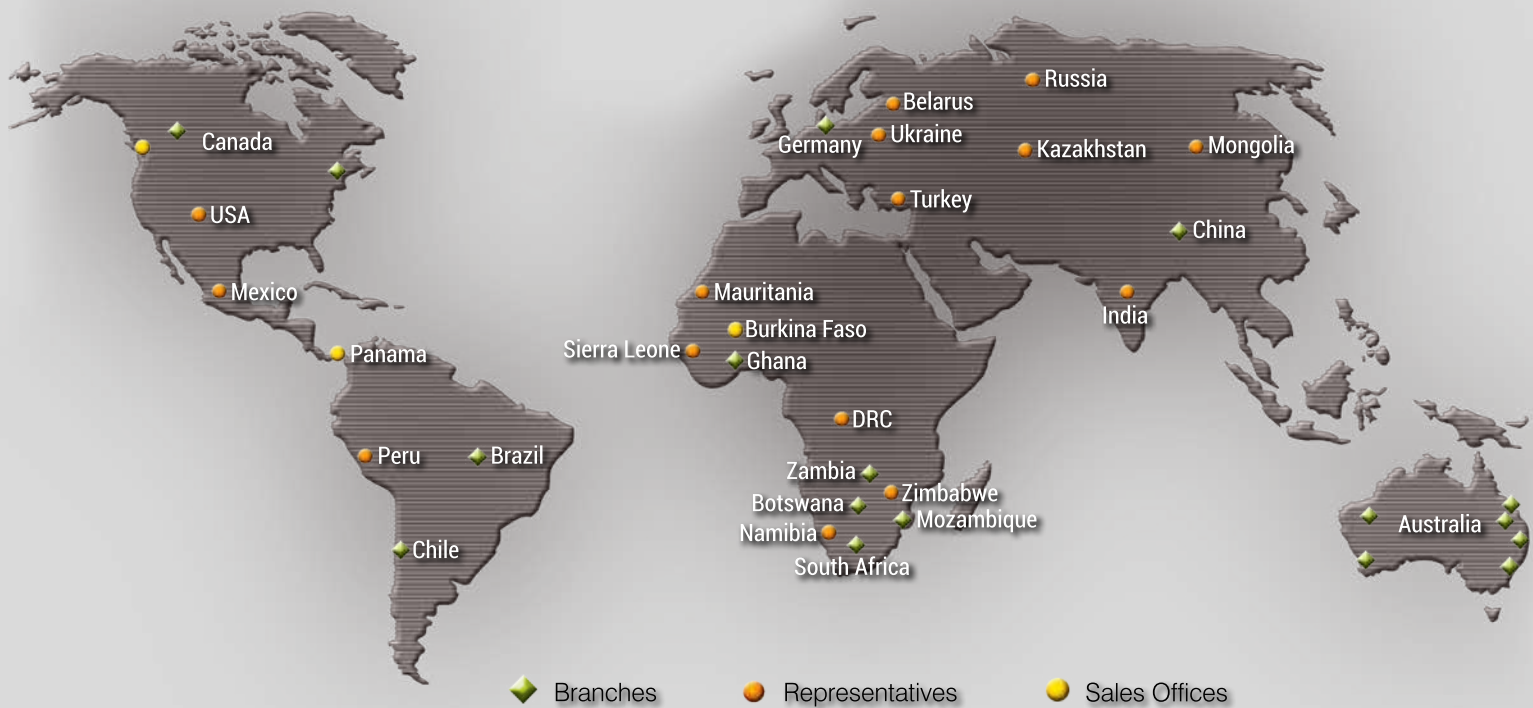 Russia
Belarus
Canada
Germany
Ukraine
Kazakhstan
Mongolia
USA
Turkey
China
Mexico
Mauritania
India
Burkina Faso
Sierra Leone
Panama
Ghana
DRC
Peru
Brazil
Zambia
Zimbabwe
Botswana
Mozambique
Australia
Namibia
Chile
South Africa
Branches Representatives Sales Offices